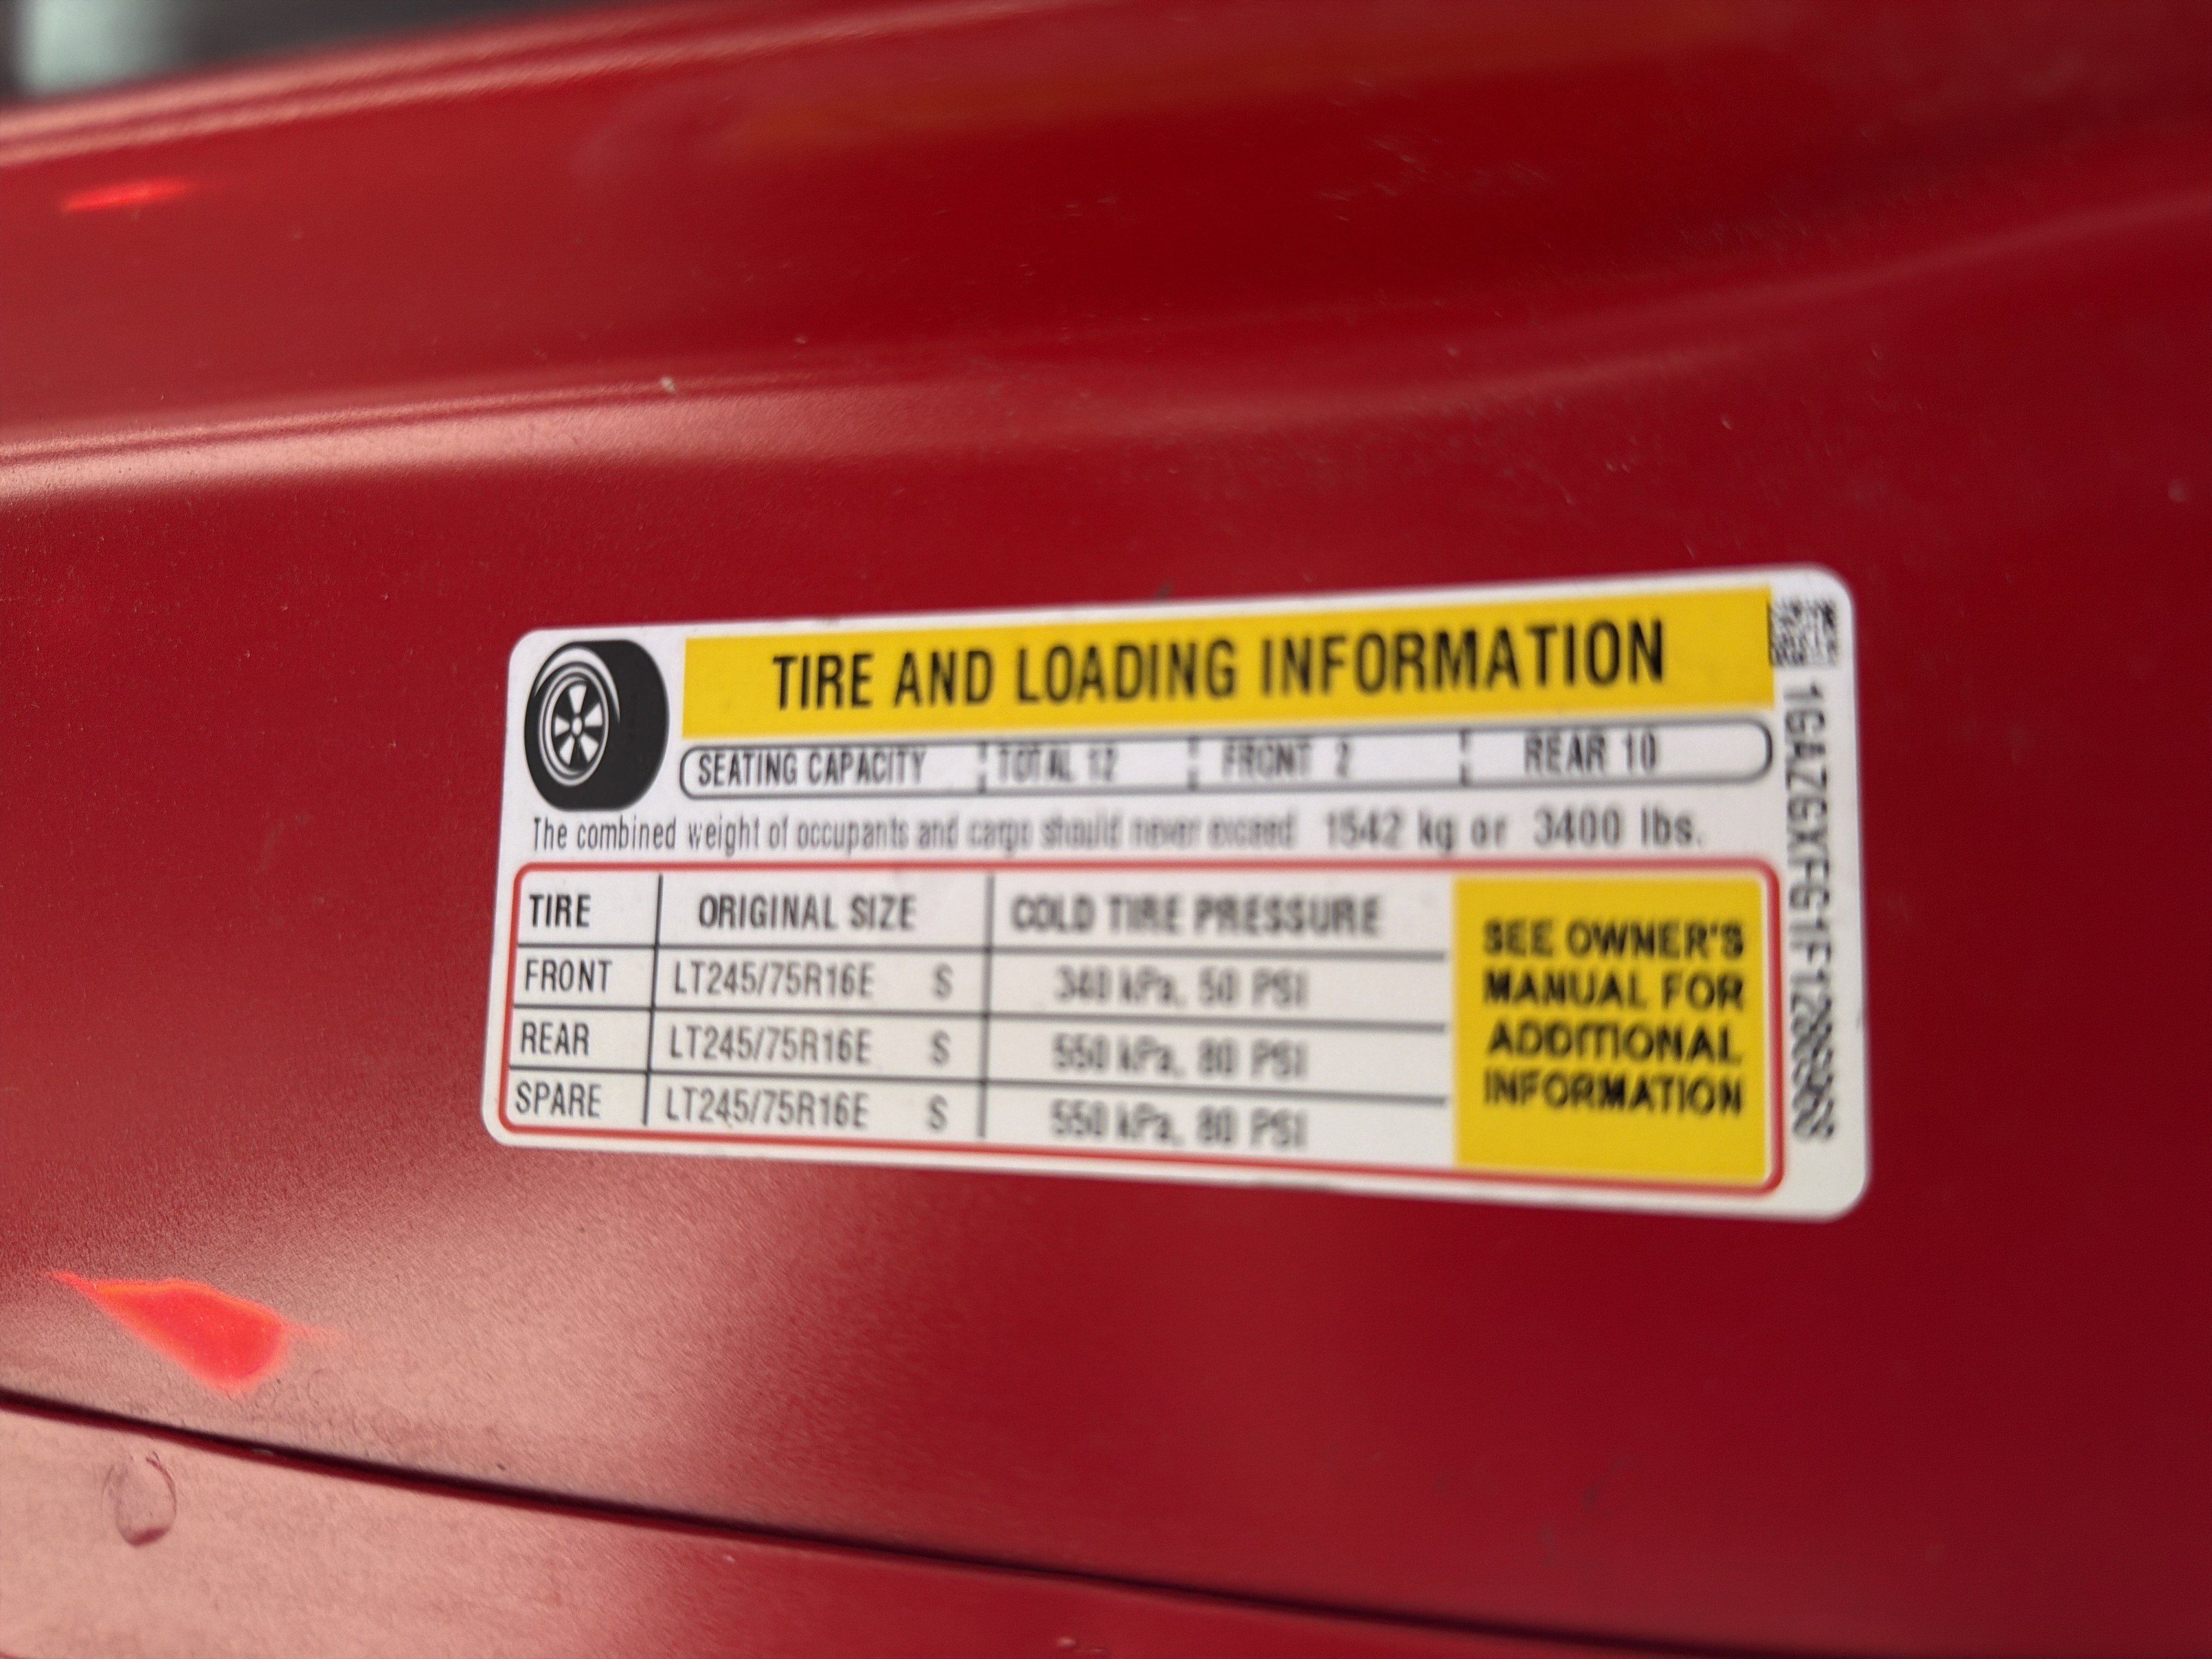 TIRE AND LOADING INFORMATION
SEATING CAPACITY TOTAL 12 FRONT 2 REAR 10
The combined weight of occupants and cargo should never exceed 1542 kg or 3400 lbs.
TIRE ORIGINAL SIZE COLD TIRE PRESSURE
FRONT LT245/75R16E S 340 kPa, 50 PSI
REAR LT245/75R16E S 550 kPa, 80 PSI
SPARE LT245/75R16E S 550 kPa, 80 PSI
SEE OWNER'S
MANUAL FOR
ADDITIONAL
INFORMATION